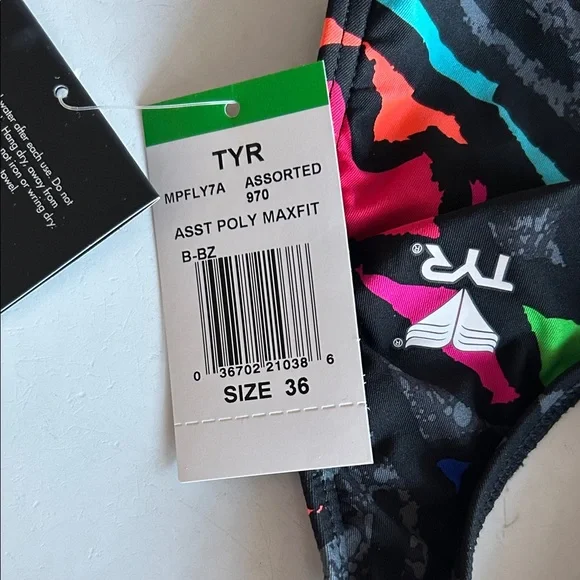 water after each use. Do not
Hang dry, away from
not iron or wring dry.
towel.
TYR
MPFLY7A ASSORTED
970
ASST POLY MAXFIT
B-BZ
0 36702 21038 6
SIZE 36
TYR®
®